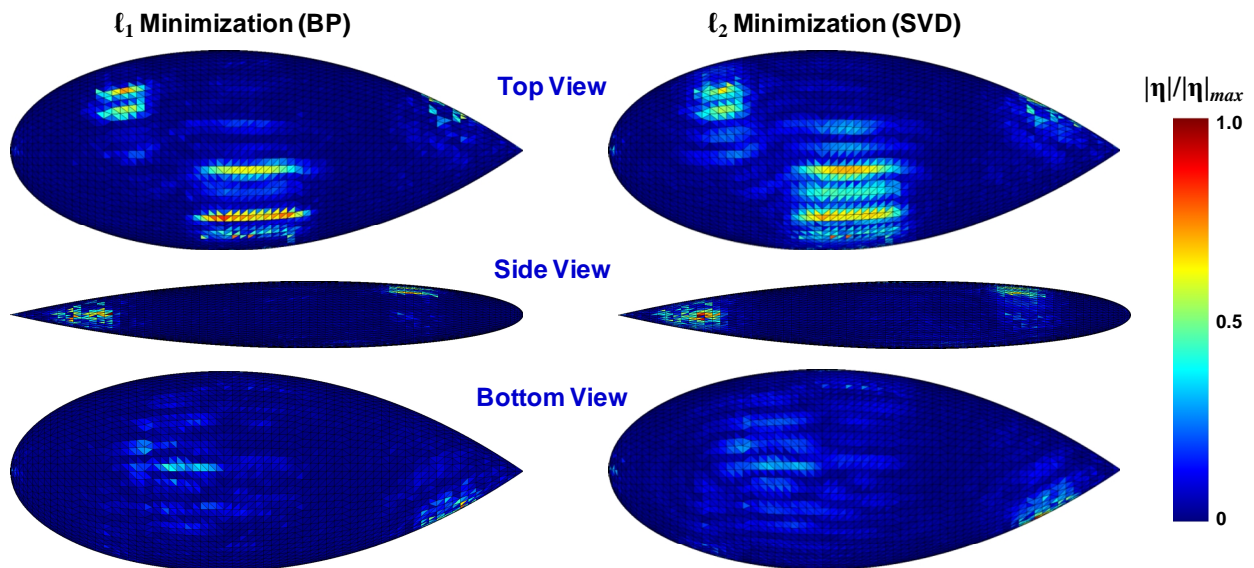 ℓ₁ Minimization (BP)
ℓ₂ Minimization (SVD)
Top View
|η|/|η|max
1.0
Side View
0.5
Bottom View
0